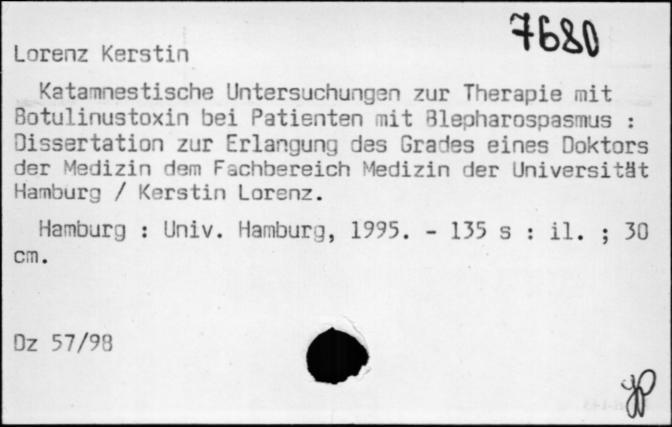 7680
Lorenz Kerstin
Katamnestische Untersuchungen zur Therapie mit
Botulinustoxin bei Patienten mit Blepharospasmus :
Dissertation zur Erlangung des Grades eines Doktors
der Medizin dem Fachbereich Medizin der Universität
Hamburg / Kerstin Lorenz.
Hamburg : Univ. Hamburg, 1995. - 135 s : il. ; 30
cm.
Dz 57/98